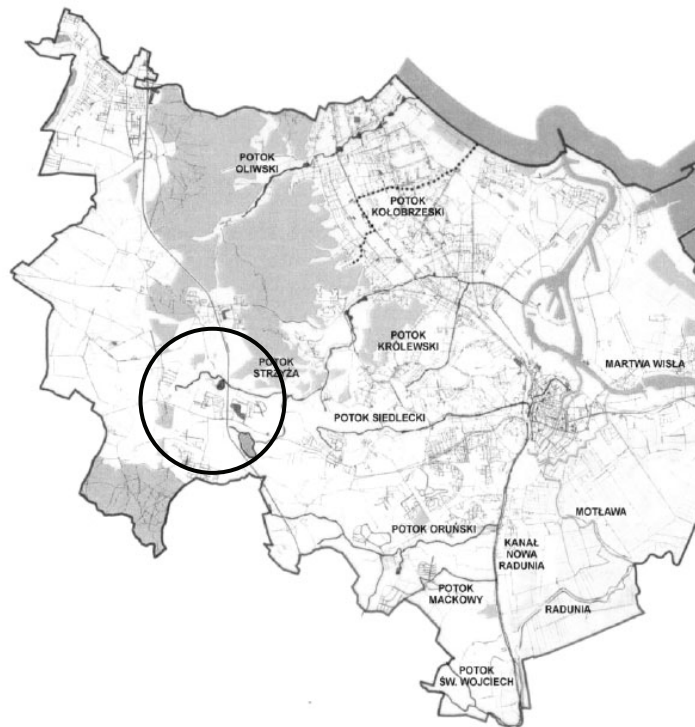 POTOK
OLIWSKI
POTOK
KOŁOBRZESKI
POTOK
KRÓLEWSKI
POTOK
STRZYŻA
MARTWA WISŁA
POTOK SIEDLECKI
MOTŁAWA
POTOK ORUŃSKI
KANAŁ
NOWA
RADUNIA
POTOK
MAĆKOWY
RADUNIA
POTOK
ŚW. WOJCIECH